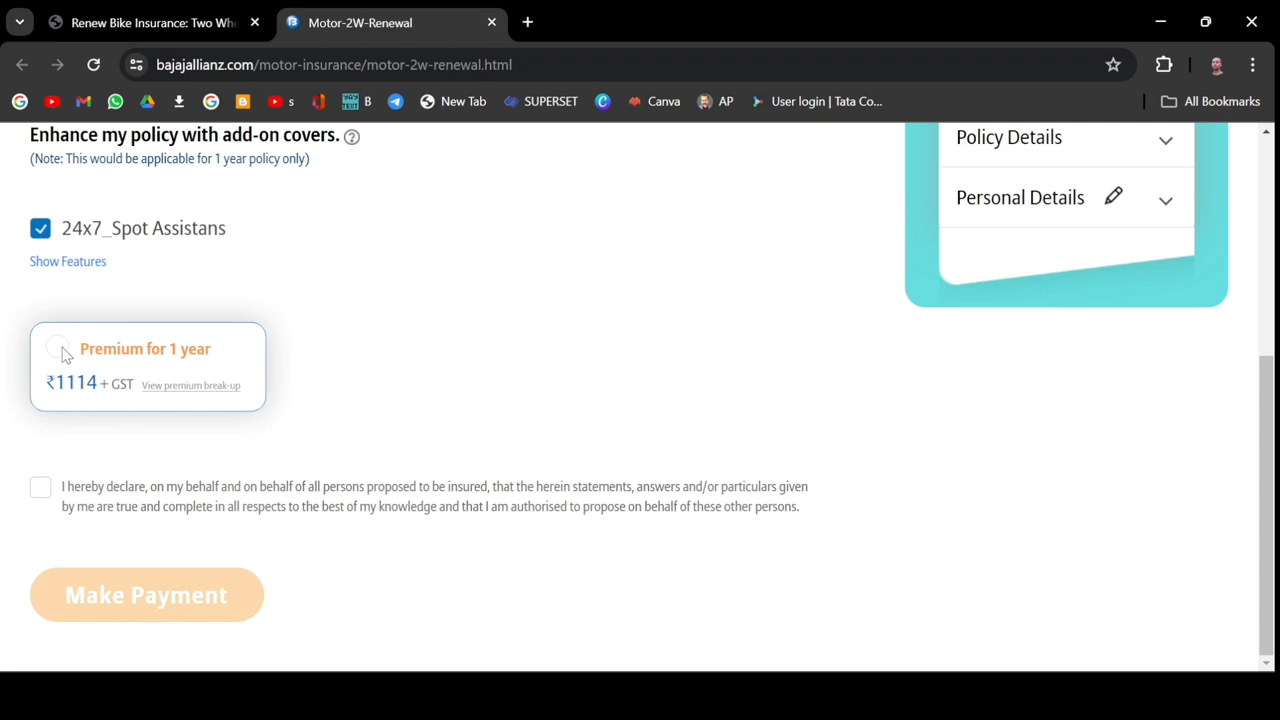 Renew Bike Insurance: Two Whe
Motor-2W-Renewal
bajajallianz.com/motor-insurance/motor-2w-renewal.html
s
B
New Tab
SUPERSET
Canva
AP
User login | Tata Co...
All Bookmarks
Enhance my policy with add-on covers. ?
(Note: This would be applicable for 1 year policy only)
24x7_Spot Assistans
Show Features
Premium for 1 year
₹1114 + GST View premium break-up
I hereby declare, on my behalf and on behalf of all persons proposed to be insured, that the herein statements, answers and/or particulars given
by me are true and complete in all respects to the best of my knowledge and that I am authorised to propose on behalf of these other persons.
Make Payment
Policy Details
Personal Details